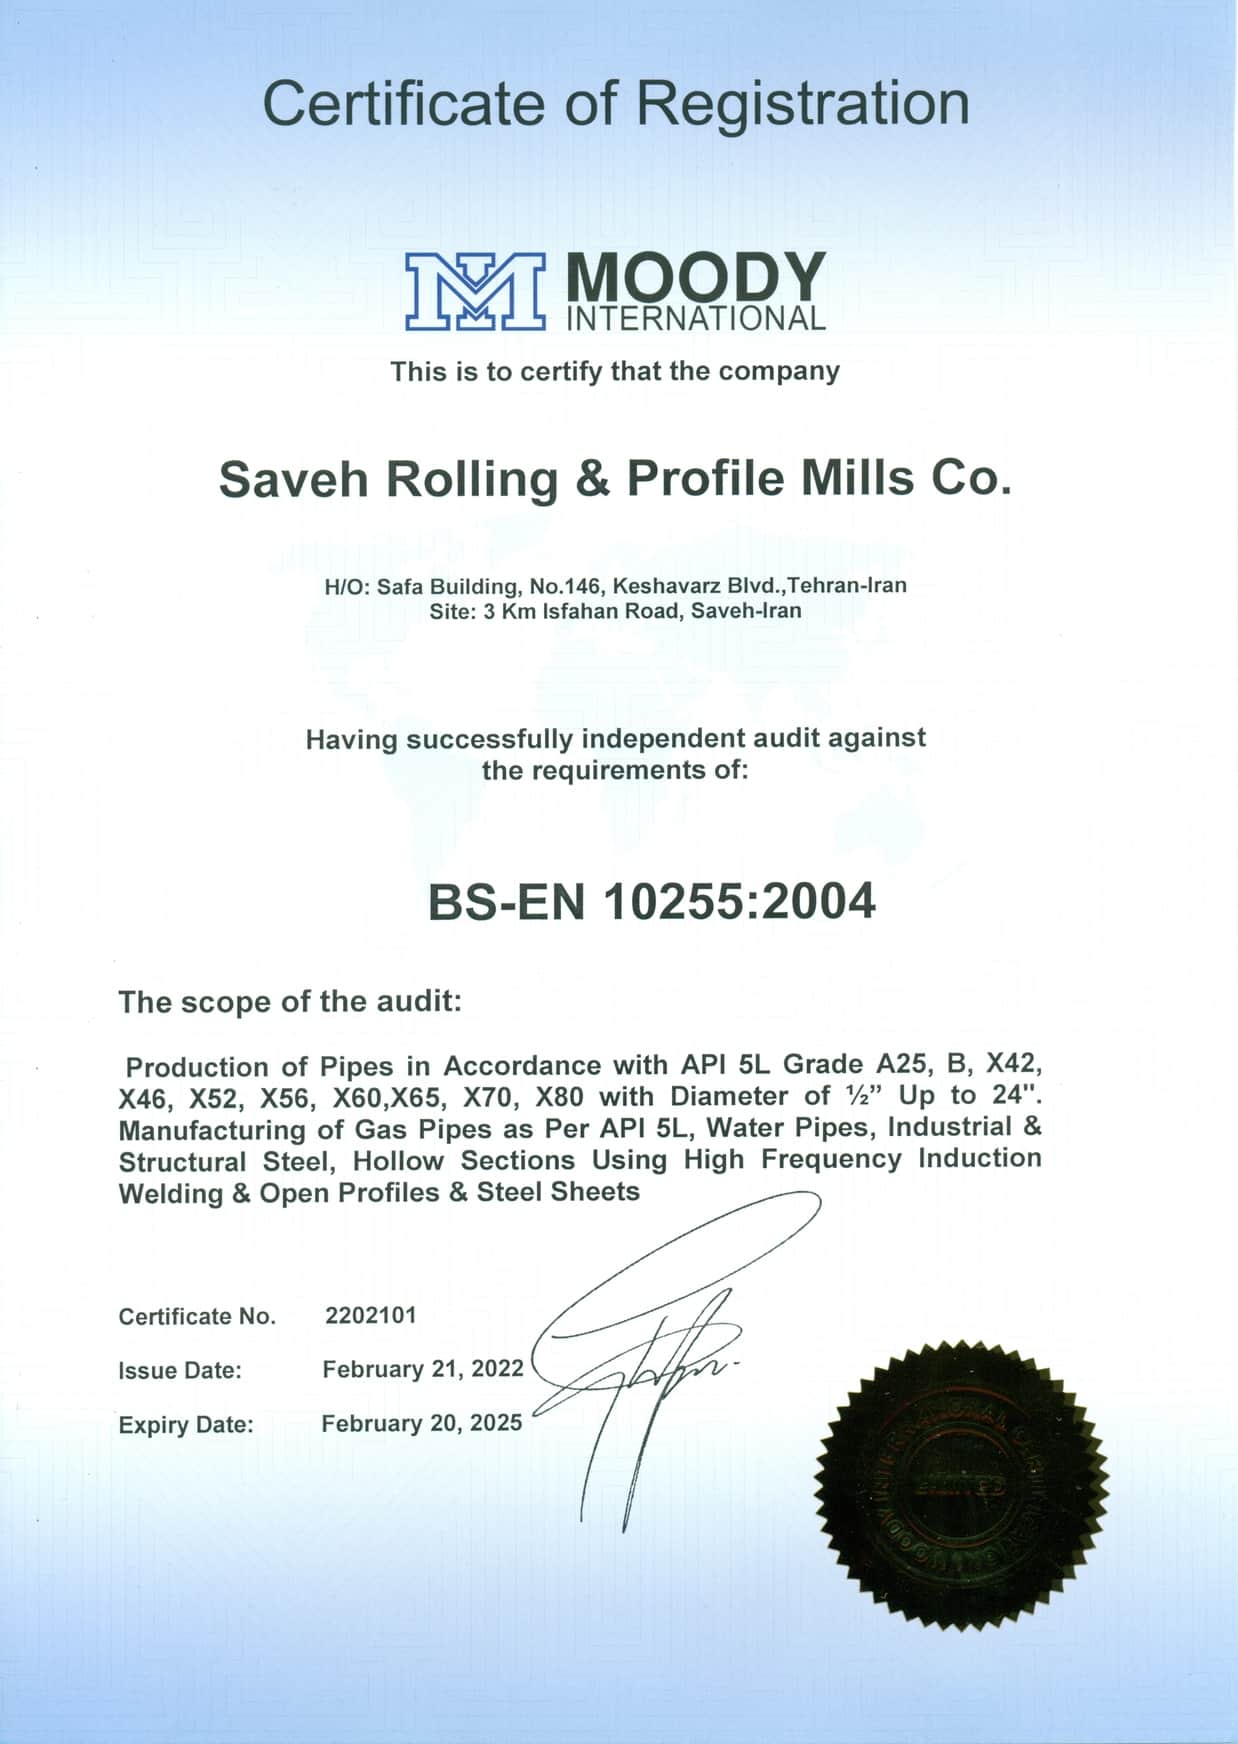 Certificate of Registration
MOODY
INTERNATIONAL
This is to certify that the company
Saveh Rolling & Profile Mills Co.
H/O: Safa Building, No.146, Keshavarz Blvd.,Tehran-Iran
Site: 3 Km Isfahan Road, Saveh-Iran
Having successfully independent audit against
the requirements of:
BS-EN 10255:2004
The scope of the audit:
Production of Pipes in Accordance with API 5L Grade A25, B, X42,
X46, X52, X56, X60,X65, X70, X80 with Diameter of ½” Up to 24".
Manufacturing of Gas Pipes as Per API 5L, Water Pipes, Industrial &
Structural Steel, Hollow Sections Using High Frequency Induction
Welding & Open Profiles & Steel Sheets
Certificate No. 2202101
Issue Date: February 21, 2022
Expiry Date: February 20, 2025
MOODY INTERNATIONAL
LIMITED